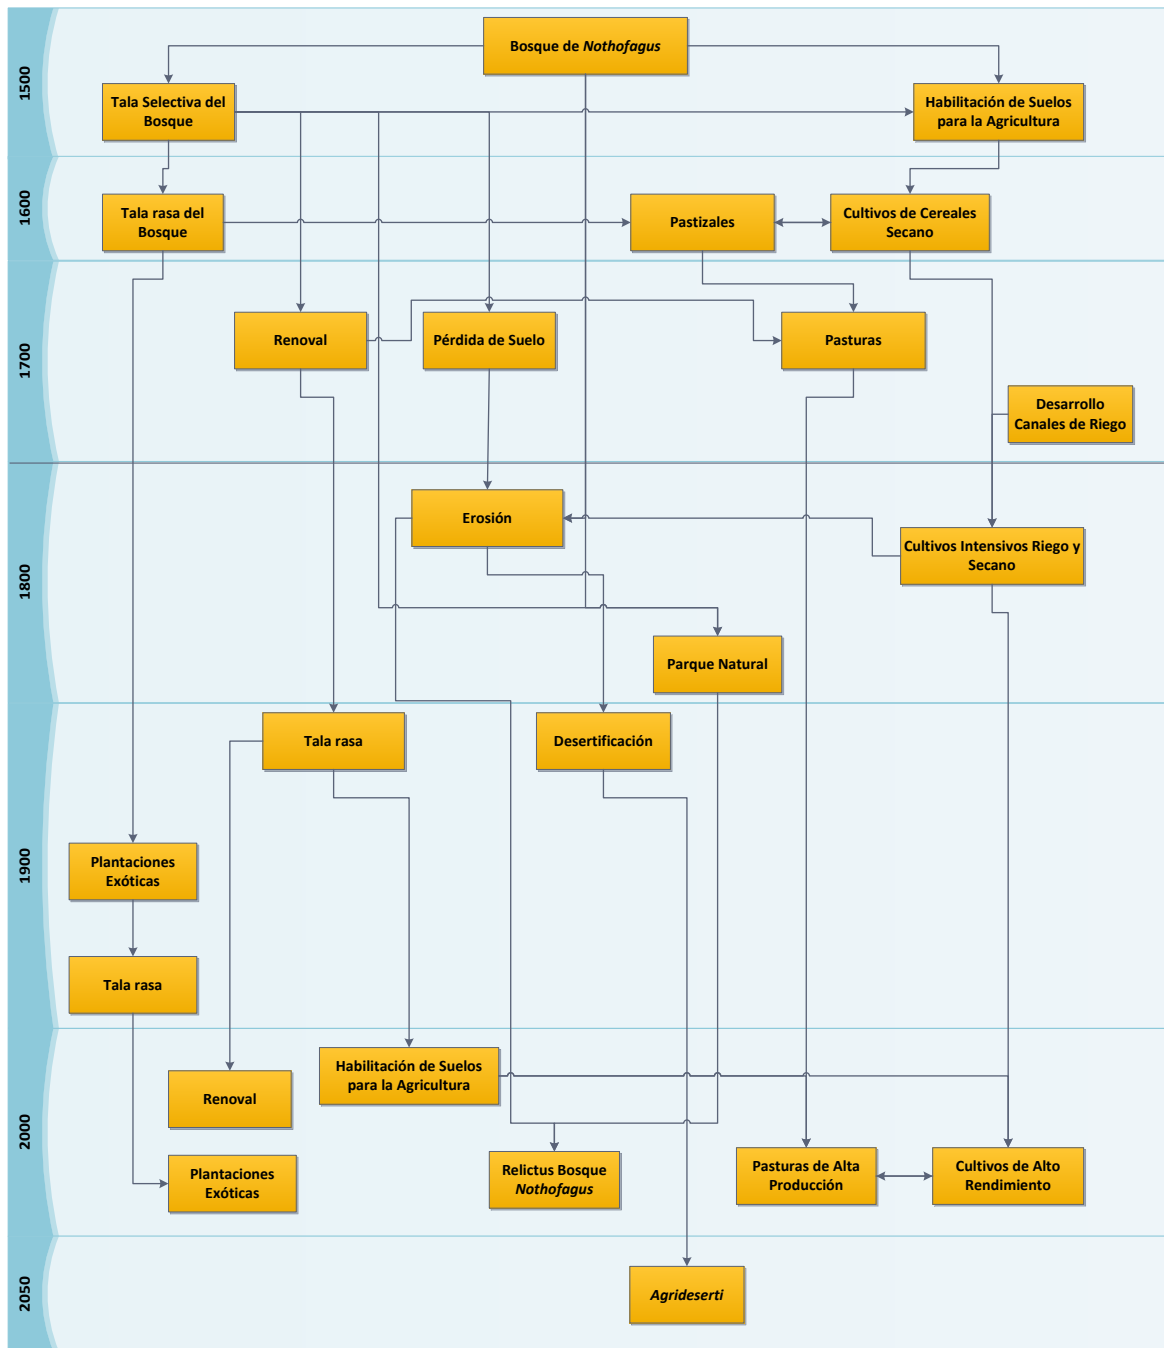 1500
Bosque de Nothofagus
Tala Selectiva del
Bosque
Habilitación de Suelos
para la Agricultura
1600
Tala rasa del
Bosque
Pastizales
Cultivos de Cereales
Secano
1700
Renoval
Pérdida de Suelo
Pasturas
Desarrollo
Canales de Riego
1800
Erosión
Cultivos Intensivos Riego y
Secano
Parque Natural
1900
Tala rasa
Desertificación
Plantaciones
Exóticas
Tala rasa
2000
Habilitación de Suelos
para la Agricultura
Renoval
Plantaciones
Exóticas
Relictus Bosque
Nothofagus
Pasturas de Alta
Producción
Cultivos de Alto
Rendimiento
2050
Agrideserti